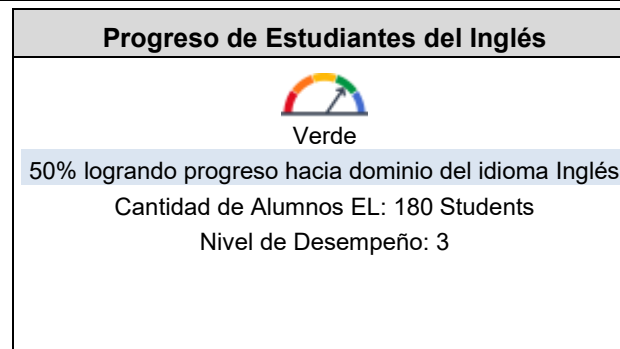 Progreso de Estudiantes del Inglés
Verde
50% logrando progreso hacia dominio del idioma Inglés
Cantidad de Alumnos EL: 180 Students
Nivel de Desempeño: 3